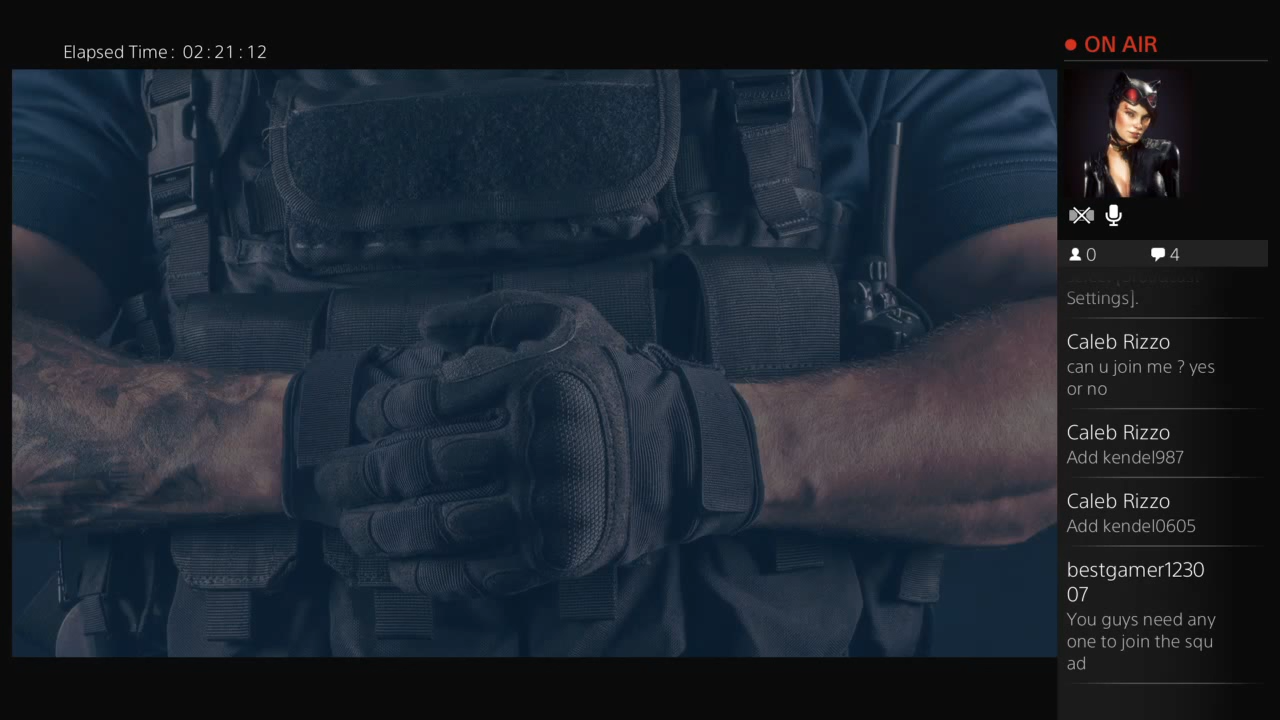 Elapsed Time: 02:21:12
ON AIR
0
4
Settings].
Caleb Rizzo
can u join me ? yes
or no
Caleb Rizzo
Add kendel987
Caleb Rizzo
Add kendel0605
bestgamer1230
07
You guys need any
one to join the squ
ad